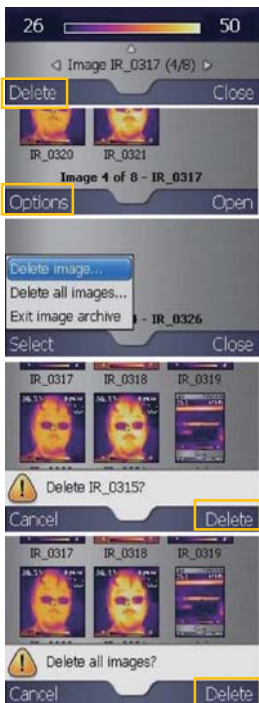 26 50
◁ Image IR_0317 (4/8) ▷
Delete Close
IR_0320 IR_0321
Image 4 of 8 - IR_0317
Options Open
Delete image...
Delete all images...
Exit image archive - IR_0326
Select Close
IR_0317 IR_0318 IR_0319
Delete IR_0315?
Cancel Delete
IR_0317 IR_0318 IR_0319
Delete all images?
Cancel Delete